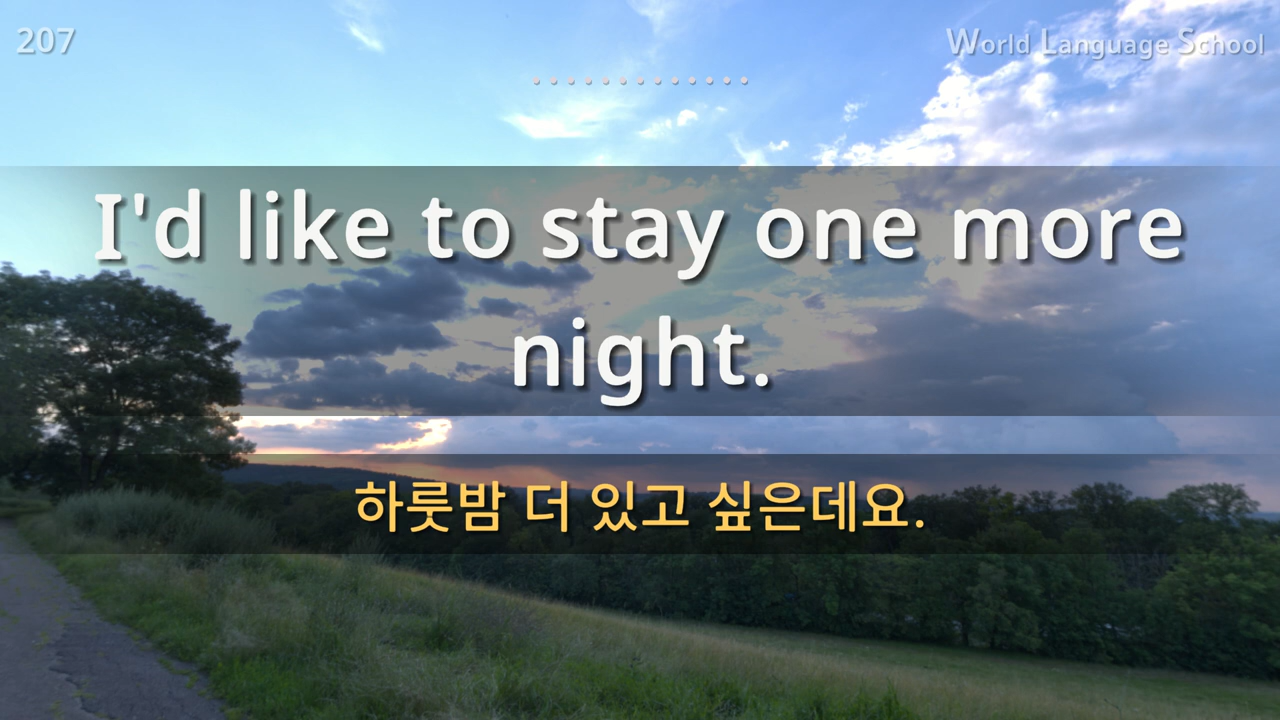 207
World Language School
I'd like to stay one more
night.
하룻밤 더 있고 싶은데요.